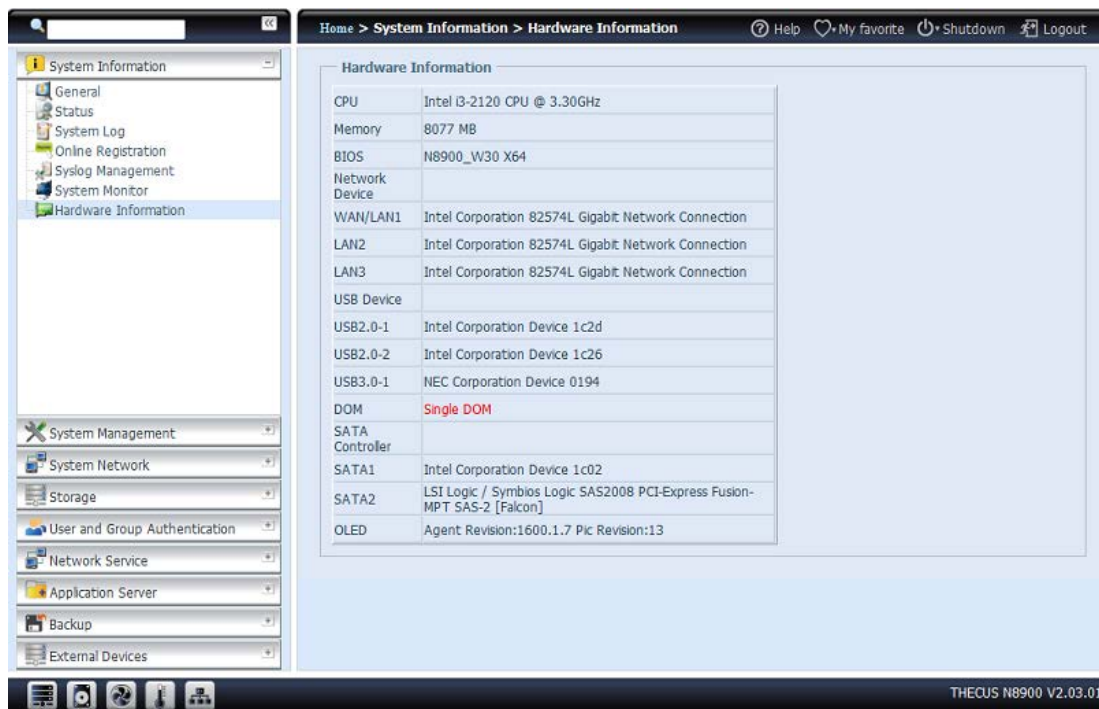 Home > System Information > Hardware Information
Help My favorite Shutdown Logout
System Information
General
Status
System Log
Online Registration
Syslog Management
System Monitor
Hardware Information
System Management
System Network
Storage
User and Group Authentication
Network Service
Application Server
Backup
External Devices
Hardware Information
CPU Intel i3-2120 CPU @ 3.30GHz
Memory 8077 MB
BIOS N8900_W30 X64
Network
Device
WAN/LAN1 Intel Corporation 82574L Gigabit Network Connection
LAN2 Intel Corporation 82574L Gigabit Network Connection
LAN3 Intel Corporation 82574L Gigabit Network Connection
USB Device
USB2.0-1 Intel Corporation Device 1c2d
USB2.0-2 Intel Corporation Device 1c26
USB3.0-1 NEC Corporation Device 0194
DOM Single DOM
SATA
Controller
SATA1 Intel Corporation Device 1c02
SATA2 LSI Logic / Symbios Logic SAS2008 PCI-Express Fusion-
MPT SAS-2 [Falcon]
OLED Agent Revision:1600.1.7 Pic Revision:13
THECUS N8900 V2.03.01